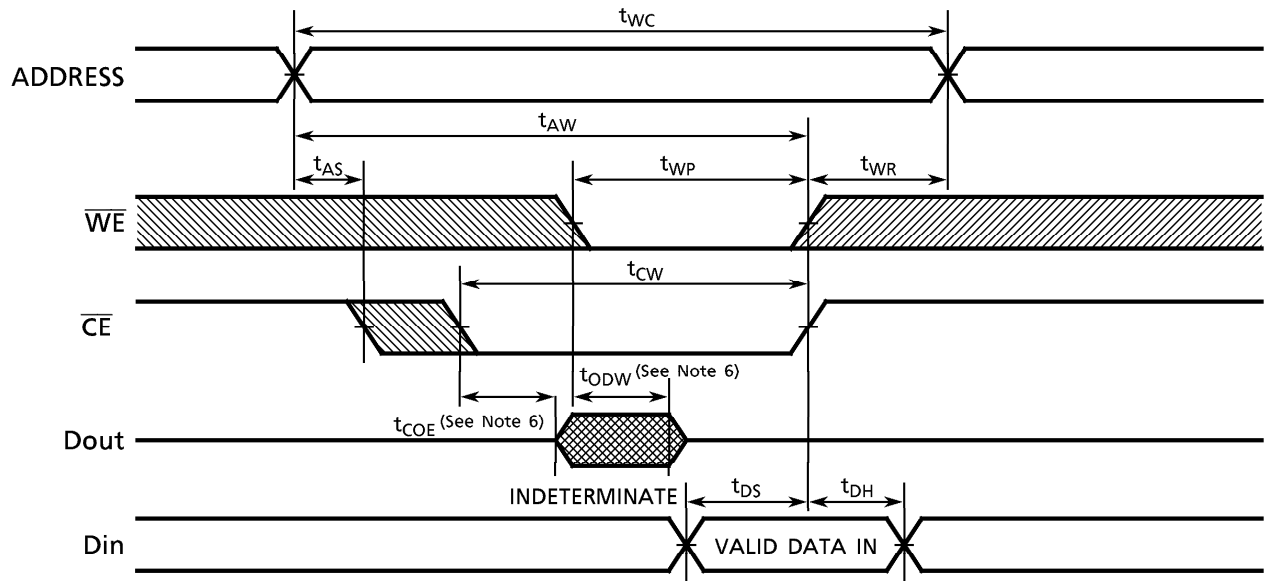 tWC
ADDRESS
tAW
tAS
tWP
tWR
WE
tCW
CE
tODW (See Note 6)
tCOE (See Note 6)
Dout
INDETERMINATE
tDS
tDH
Din
VALID DATA IN